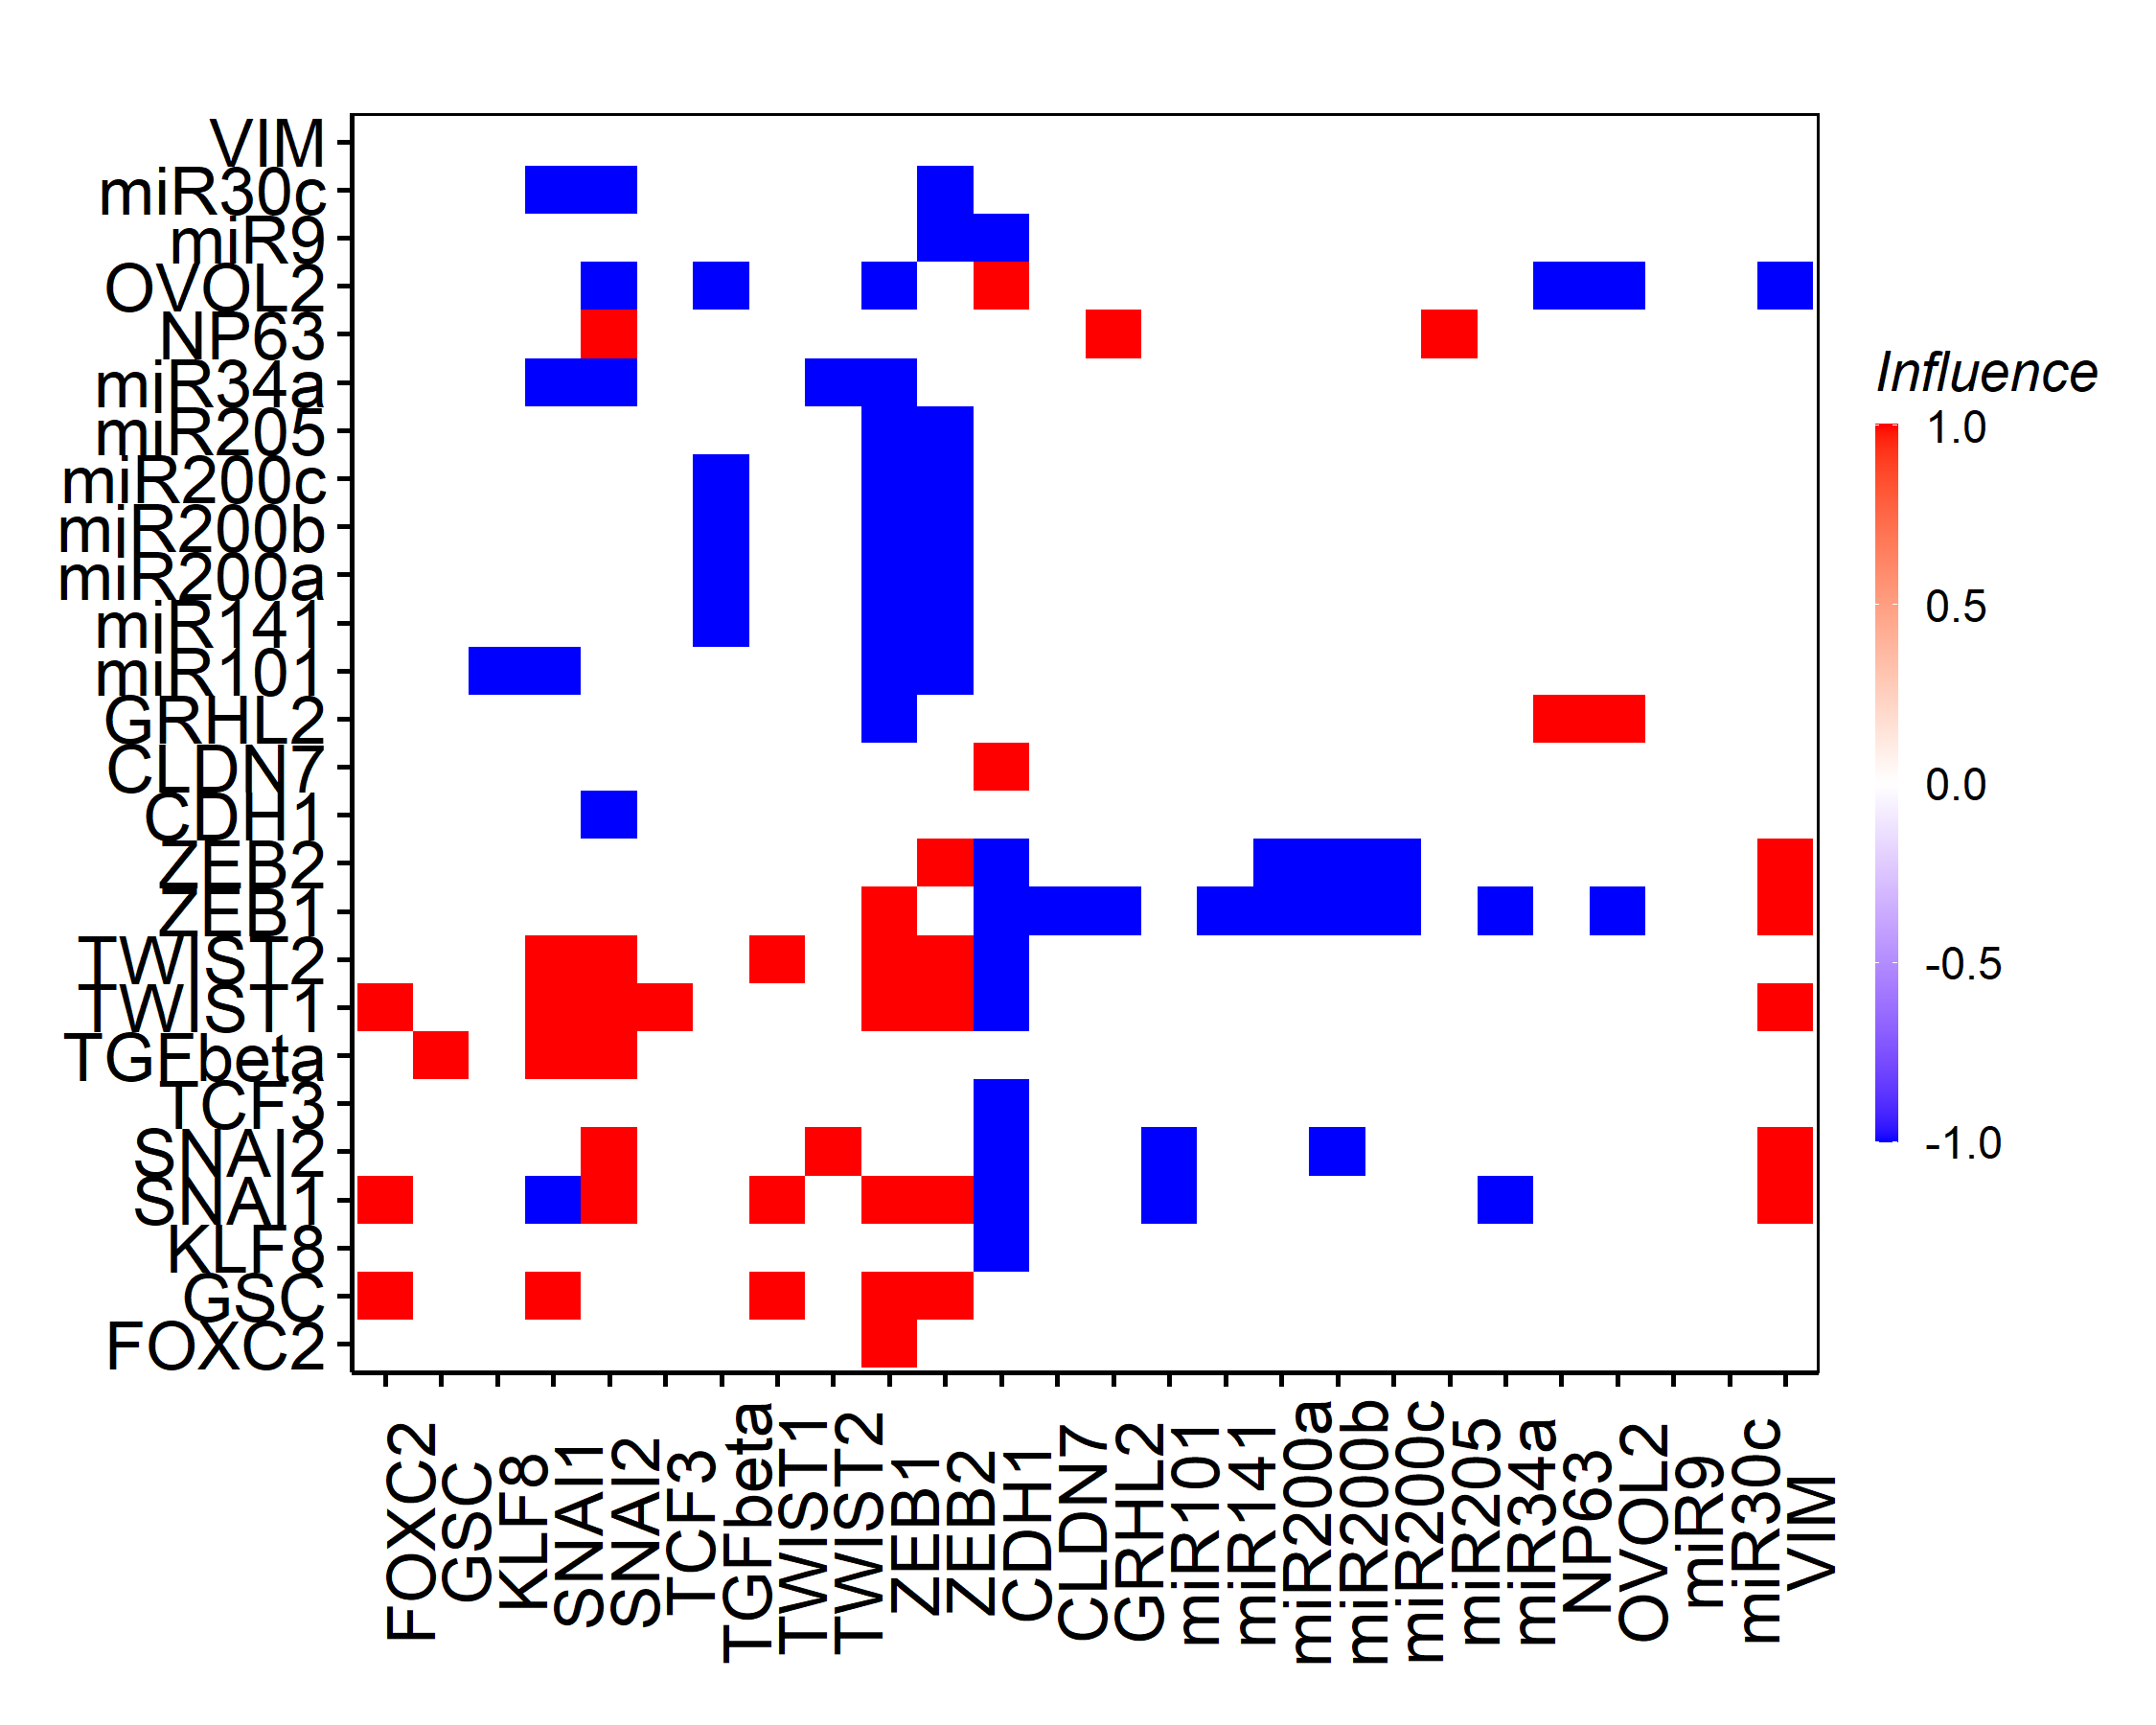 VIM
miR30c
miR9
OVOL2
NP63
miR34a
miR205
miR200c
miR200b
miR200a
miR141
miR101
GRHL2
CLDN7
CDH1
ZEB2
ZEB1
TWIST2
TWIST1
TGFbeta
TCF3
SNAI2
SNAI1
KLF8
GSC
FOXC2
FOXC2
GSC
KLF8
SNAI1
SNAI2
TCF3
TGFbeta
TWIST1
TWIST2
ZEB1
ZEB2
CDH1
CLDN7
GRHL2
miR101
miR141
miR200a
miR200b
miR200c
miR205
miR34a
NP63
OVOL2
miR9
miR30c
VIM
Influence
1.0
0.5
0.0
-0.5
-1.0